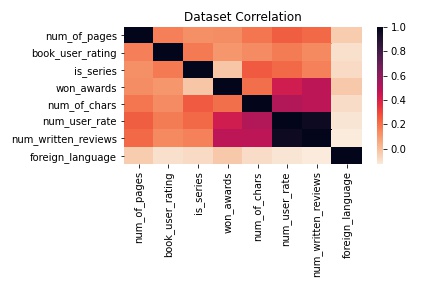 Dataset Correlation
num_of_pages
book_user_rating
is_series
won_awards
num_of_chars
num_user_rate
num_written_reviews
foreign_language
num_of_pages
book_user_rating
is_series
won_awards
num_of_chars
num_user_rate
num_written_reviews
foreign_language
1.0
0.8
0.6
0.4
0.2
0.0